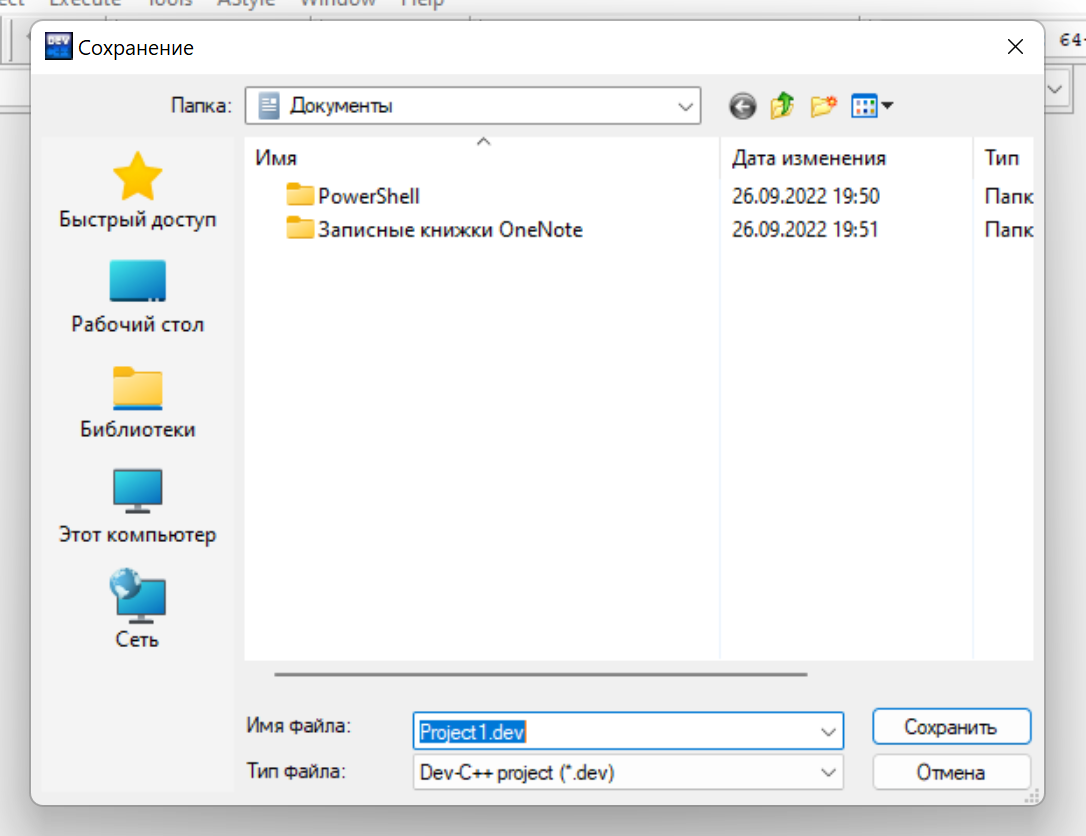 Execute Tools AStyle Window Help
DEV
Сохранение
64
Папка:
Документы
Имя
Дата изменения
Тип
PowerShell
26.09.2022 19:50
Папк
Записные книжки OneNote
26.09.2022 19:51
Папк
Быстрый доступ
Рабочий стол
Библиотеки
Этот компьютер
Сеть
Имя файла:
Project1.dev
Сохранить
Тип файла:
Dev-C++ project (*.dev)
Отмена